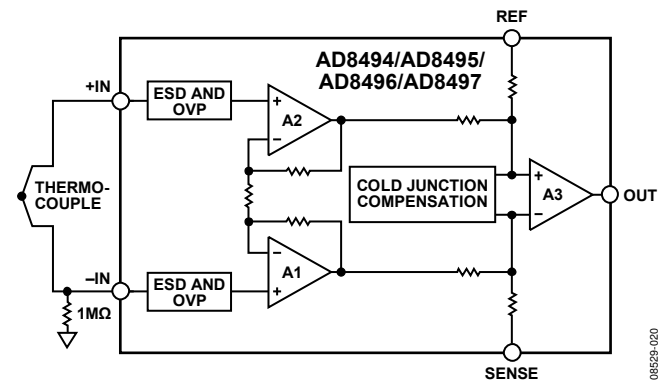 REF
AD8494/AD8495/
AD8496/AD8497
+IN
ESD AND
OVP
+
A2
–
THERMO-
COUPLE
COLD JUNCTION
COMPENSATION
+
A3
–
OUT
–IN
ESD AND
OVP
–
A1
+
1MΩ
SENSE
08529-020